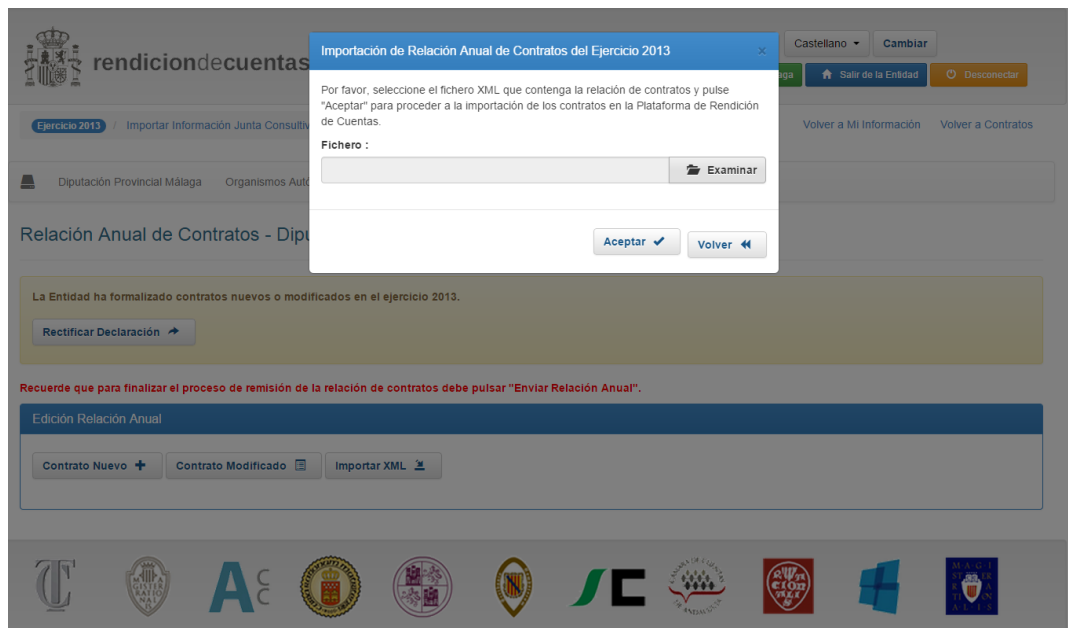 rendiciondecuentas
Castellano
Cambiar
aga
Salir de la Entidad
Desconectar
Ejercicio 2013 / Importar Información Junta Consultiv
Volver a Mi Información
Volver a Contratos
Diputación Provincial Málaga
Organismos Autó
Relación Anual de Contratos - Dipu
Importación de Relación Anual de Contratos del Ejercicio 2013
×
Por favor, seleccione el fichero XML que contenga la relación de contratos y pulse
"Aceptar" para proceder a la importación de los contratos en la Plataforma de Rendición
de Cuentas.
Fichero :
Examinar
Aceptar
Volver
La Entidad ha formalizado contratos nuevos o modificados en el ejercicio 2013.
Rectificar Declaración
Recuerde que para finalizar el proceso de remisión de la relación de contratos debe pulsar "Enviar Relación Anual".
Edición Relación Anual
Contrato Nuevo
Contrato Modificado
Importar XML